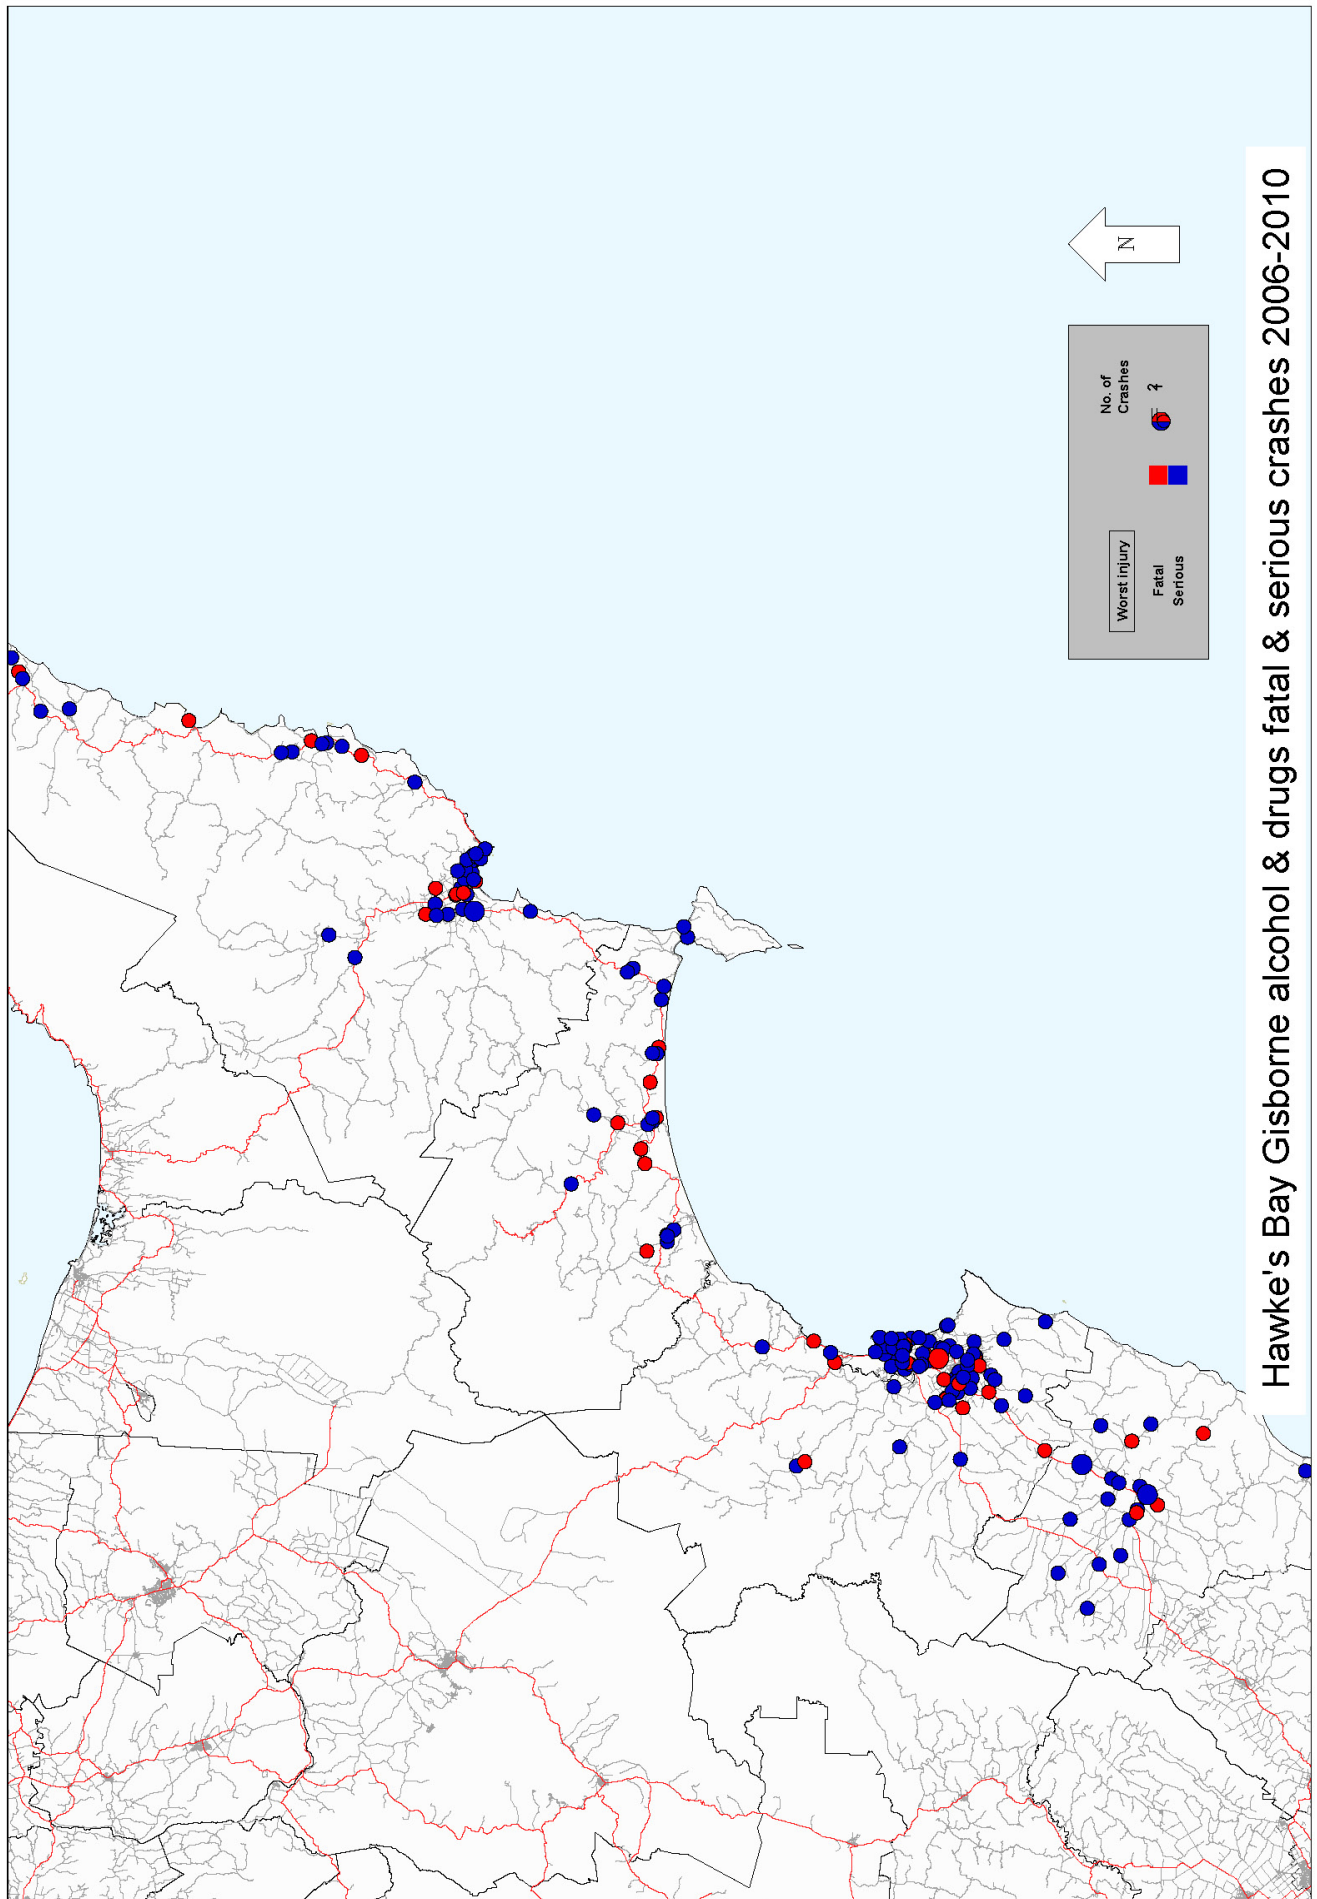 Hawke's Bay Gisborne alcohol & drugs fatal & serious crashes 2006-2010
N
Worst injury
Fatal
Serious
No. of
Crashes